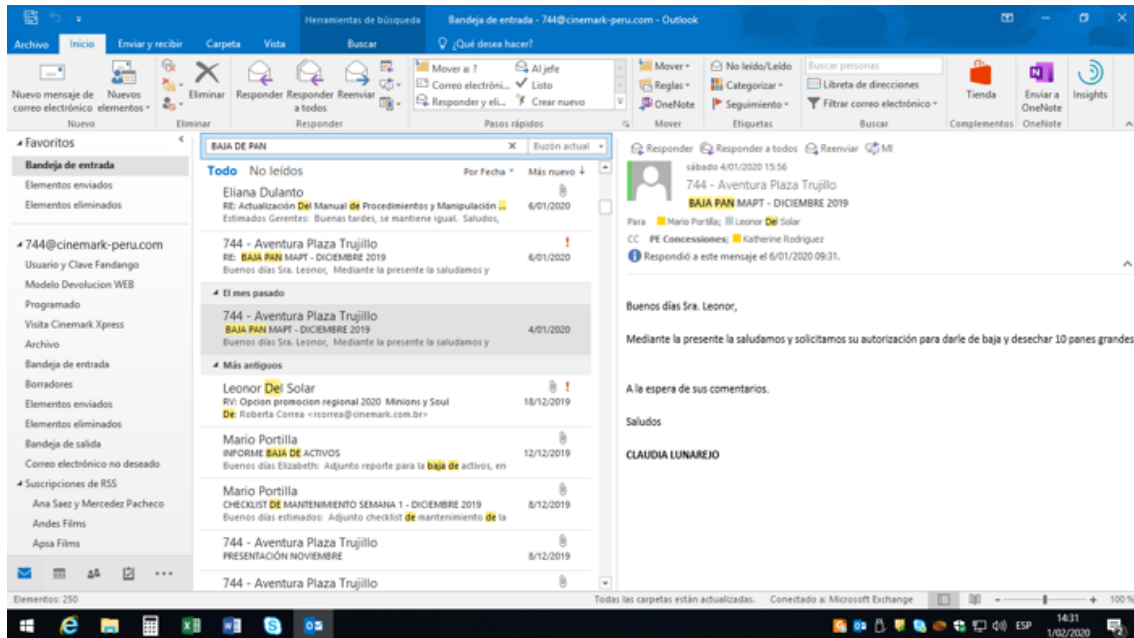 Herramientas de búsqueda
Bandeja de entrada - 744@cinemark-peru.com - Outlook
Archivo Inicio Enviar y recibir Carpeta Vista Buscar ¿Qué desea hacer?
Nuevo mensaje de correo electrónico
Nuevos elementos
Nuevo
Eliminar
Eliminar
Responder
Responder a todos
Reenviar
Responder
Mover a: ?
Correo electróni...
Responder y eli...
Al jefe
Listo
Crear nuevo
Pasos rápidos
Mover
Reglas
OneNote
Mover
No leído/Leído
Categorizar
Seguimiento
Etiquetas
Buscar personas
Libreta de direcciones
Filtrar correo electrónico
Buscar
Tienda
Complementos
Enviar a OneNote
OneNote
Insights
Favoritos
Bandeja de entrada
Elementos enviados
Elementos eliminados
744@cinemark-peru.com
Usuario y Clave Fandango
Modelo Devolucion WEB
Programado
Visita Cinemark Xpress
Archivo
Bandeja de entrada
Borradores
Elementos enviados
Elementos eliminados
Bandeja de salida
Correo electrónico no deseado
Suscripciones de RSS
Ana Saez y Mercedez Pacheco
Andes Films
Apsa Films
BAJA DE PAN
Buzón actual
Todo No leídos Por Fecha Más nuevo
Eliana Dulanto
RE: Actualización Del Manual de Procedimientos y Manipulación ... 6/01/2020
Estimados Gerentes: Buenas tardes, se mantiene igual. Saludos,
744 - Aventura Plaza Trujillo
RE: BAJA PAN MAPT - DICIEMBRE 2019 6/01/2020
Buenos días Sra. Leonor, Mediante la presente la saludamos y
El mes pasado
744 - Aventura Plaza Trujillo
BAJA PAN MAPT - DICIEMBRE 2019 4/01/2020
Buenos días Sra. Leonor, Mediante la presente la saludamos y
Más antiguos
Leonor Del Solar
RV: Opcion promocion regional 2020 Minions y Soul 18/12/2019
De: Roberta Correa <rcorrea@cinemark.com.br>
Mario Portilla
INFORME BAJA DE ACTIVOS 12/12/2019
Buenos días Elizabeth: Adjunto reporte para la baja de activos, en
Mario Portilla
CHECKLIST DE MANTENIMIENTO SEMANA 1 - DICIEMBRE 2019 8/12/2019
Buenos días estimados: Adjunto checklist de mantenimiento de la
744 - Aventura Plaza Trujillo
PRESENTACIÓN NOVIEMBRE 8/12/2019
744 - Aventura Plaza Trujillo
Responder Responder a todos Reenviar MI
sábado 4/01/2020 15:56
744 - Aventura Plaza Trujillo
BAJA PAN MAPT - DICIEMBRE 2019
Para Mario Portilla; Leonor Del Solar
CC PE Concessiones; Katherine Rodriguez
Respondió a este mensaje el 6/01/2020 09:31.
Buenos días Sra. Leonor,
Mediante la presente la saludamos y solicitamos su autorización para darle de baja y desechar 10 panes grandes
A la espera de sus comentarios.
Saludos
CLAUDIA LUNAREJO
Elementos: 250
Todas las carpetas están actualizadas. Conectado a: Microsoft Exchange 100 %
ESP
14:31
1/02/2020